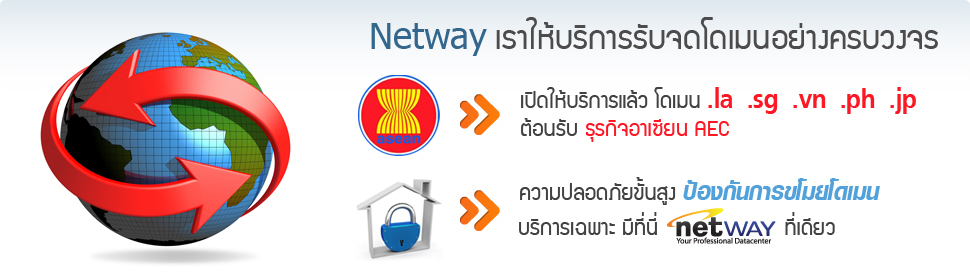 Netway เราให้บริการรับจดโดเมนอย่างครบวงจร
asean
เปิดให้บริการแล้ว โดเมน .la .sg .vn .ph .jp
ต้อนรับ ธุรกิจอาเซียน AEC
ความปลอดภัยขั้นสูง ป้องกันการขโมยโดเมน
บริการเฉพาะ มีที่นี่ netWAY ที่เดียว
Your Professional Datacenter